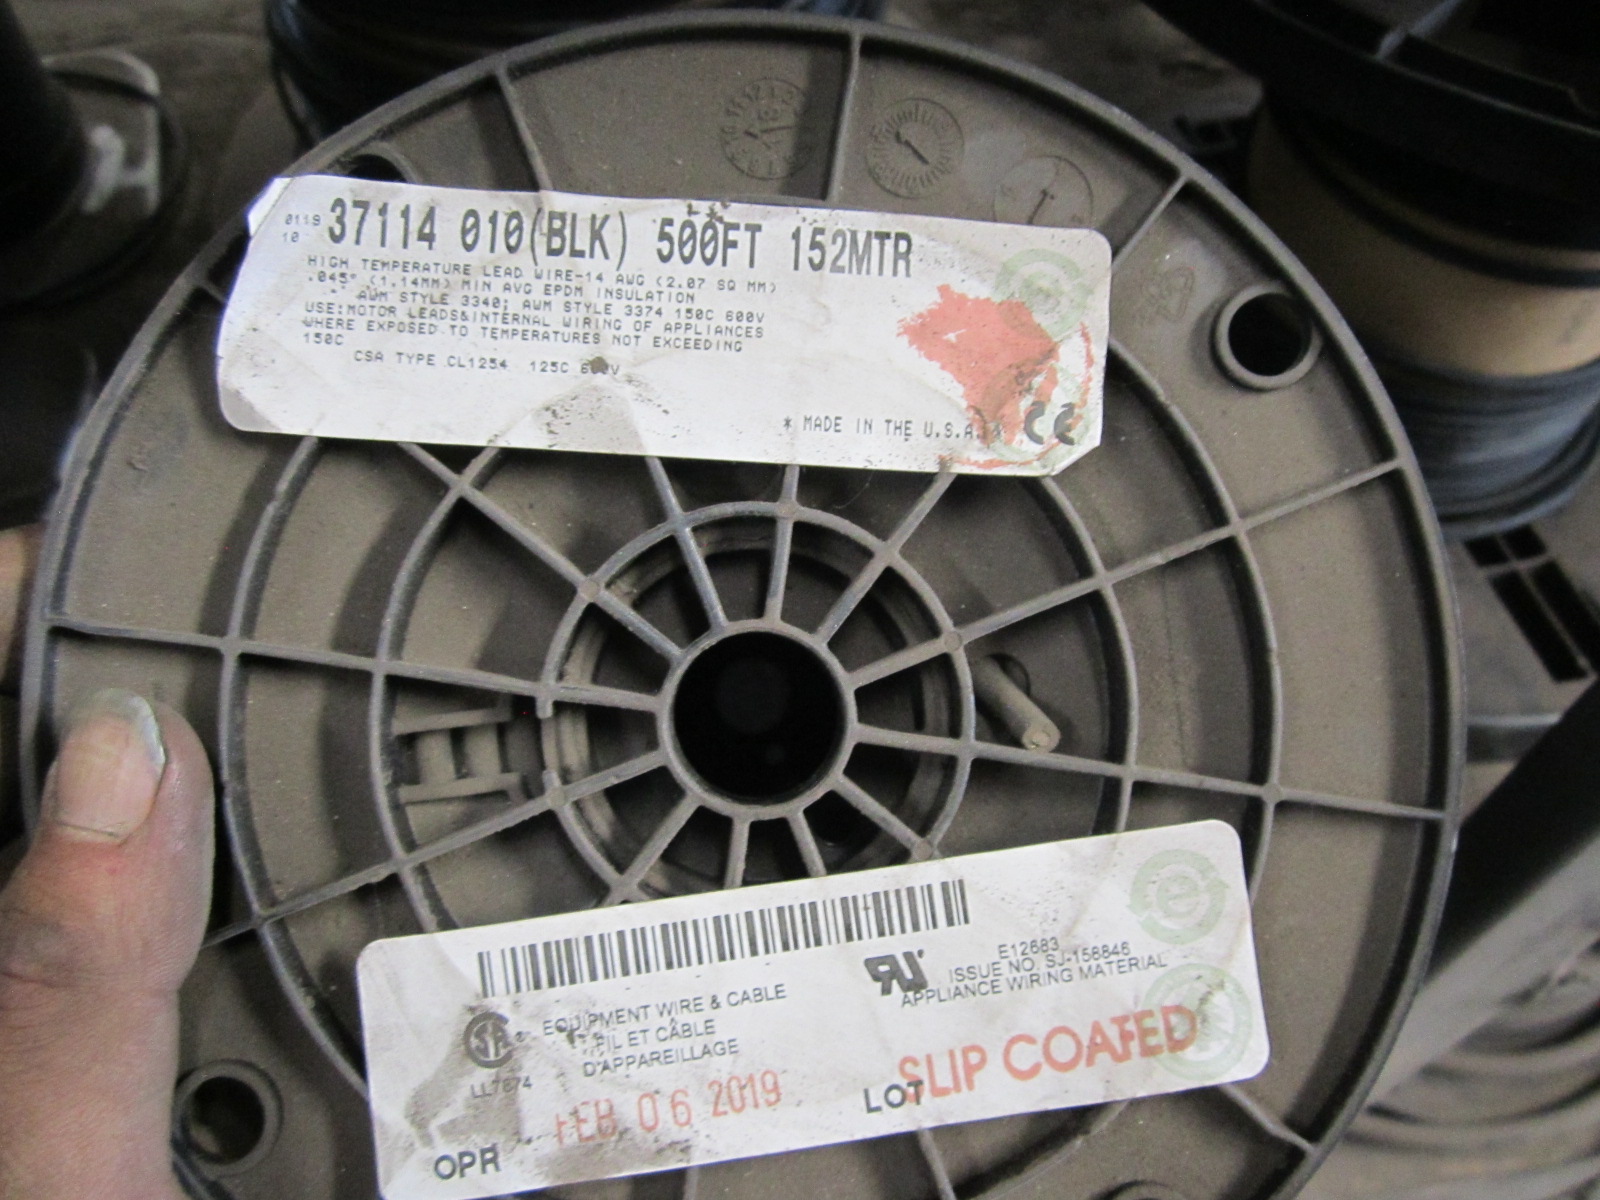 0119 37114 010(BLK) 500FT 152MTR
10
HIGH TEMPERATURE LEAD WIRE-14 AWG (2.07 SQ MM)
.045" (1.14MM) MIN AVG EPDM INSULATION
AWM STYLE 3340; AWM STYLE 3374 150C 600V
USE:MOTOR LEADS&INTERNAL WIRING OF APPLIANCES
WHERE EXPOSED TO TEMPERATURES NOT EXCEEDING
150C
CSA TYPE CL1254 125C 600V
* MADE IN THE U.S.A. *
CE
E12683
ISSUE NO. SJ-158846
APPLIANCE WIRING MATERIAL
EQUIPMENT WIRE & CABLE
FIL ET CABLE
D'APPAREILLAGE
LL7874
SLIP COATED
FEB 06 2019
LOT
OPR